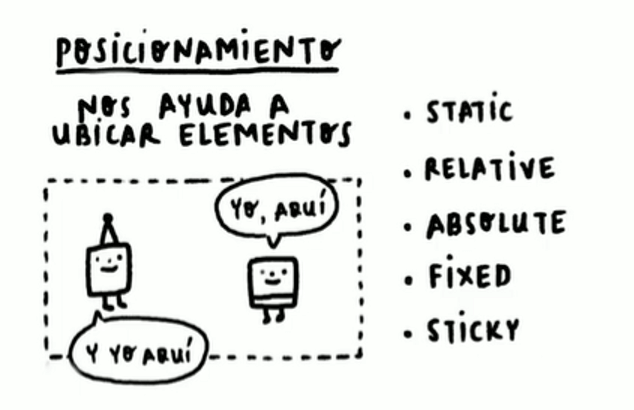 POSICIONAMIENTO
NOS AYUDA A
UBICAR ELEMENTOS
YO, AQUÍ
Y YO AQUÍ
• STATIC
• RELATIVE
• ABSOLUTE
• FIXED
• STICKY